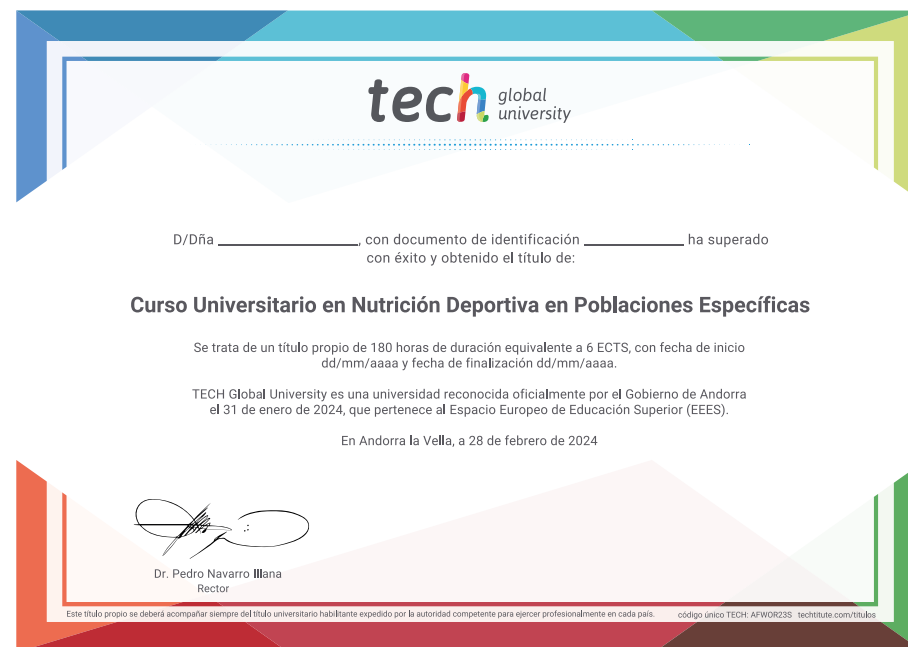 tech global university
D/Dña ____________________, con documento de identificación ______________ ha superado
con éxito y obtenido el título de:
Curso Universitario en Nutrición Deportiva en Poblaciones Específicas
Se trata de un título propio de 180 horas de duración equivalente a 6 ECTS, con fecha de inicio
dd/mm/aaaa y fecha de finalización dd/mm/aaaa.
TECH Global University es una universidad reconocida oficialmente por el Gobierno de Andorra
el 31 de enero de 2024, que pertenece al Espacio Europeo de Educación Superior (EEES).
En Andorra la Vella, a 28 de febrero de 2024
Dr. Pedro Navarro Illana
Rector
Este título propio se deberá acompañar siempre del título universitario habilitante expedido por la autoridad competente para ejercer profesionalmente en cada país. código único TECH: AFWOR23S techtitute.com/titulos